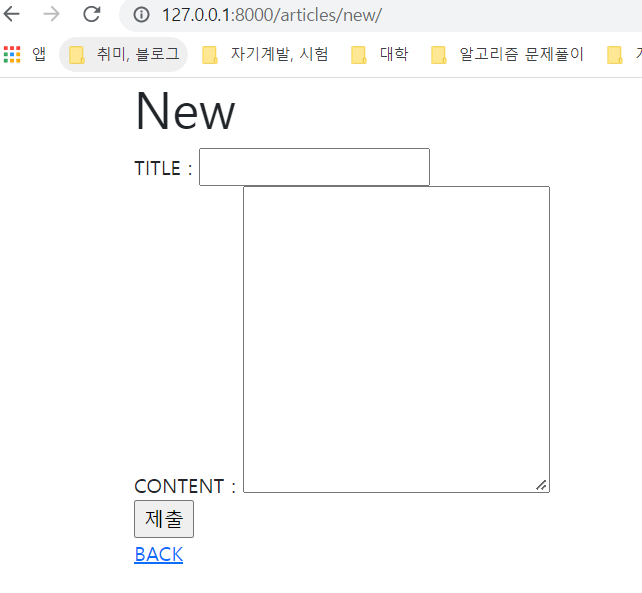 127.0.0.1:8000/articles/new/
앱 취미, 블로그 자기계발, 시험 대학 알고리즘 문제풀이
New
TITLE :
CONTENT :
제출
BACK